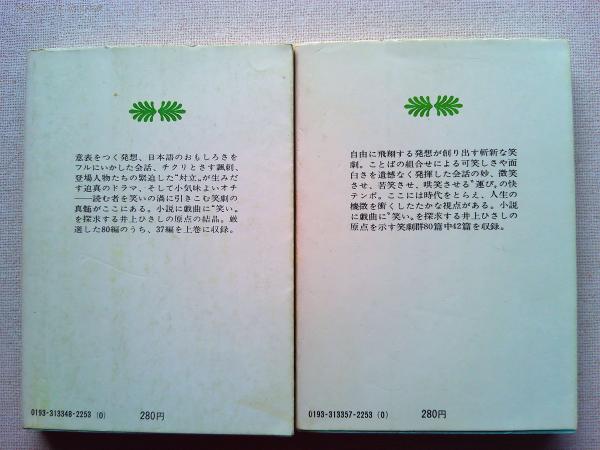 意表をつく発想、日本語のおもしろさを
フルにいかした会話、チクリとさす諷刺、
登場人物たちの緊迫した"対立"が生みだ
す迫真のドラマ、そして小気味よいオチ
――読む者を笑いの渦に引きこむ笑劇の
真髄がここにある。小説に戯曲に"笑い"
を探求する井上ひさしの原点の結晶。厳
選した80編のうち、37編を上巻に収録。
0193-313348-2253 (0)
280円
自由に飛翔する発想が創り出す斬新な笑
劇。ことばの組合せによる可笑しさや面
白さを遺憾なく発揮した会話の妙、微笑
させ、苦笑させ、哄笑させる"運び"の快
テンポ。ここには時代をとらえ、人生の
機微を衝くしたたかな視点がある。小説
に戯曲に"笑い"を探求する井上ひさしの
原点を示す笑劇群80篇中42篇を収録。
0193-313357-2253 (0)
280円